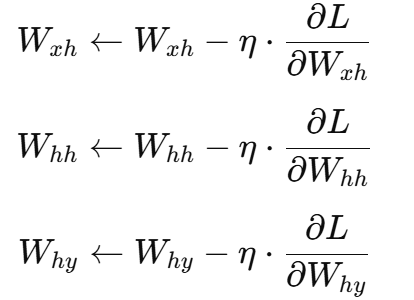 W_{xh} ← W_{xh} − η · ∂L/∂W_{xh}
W_{hh} ← W_{hh} − η · ∂L/∂W_{hh}
W_{hy} ← W_{hy} − η · ∂L/∂W_{hy}